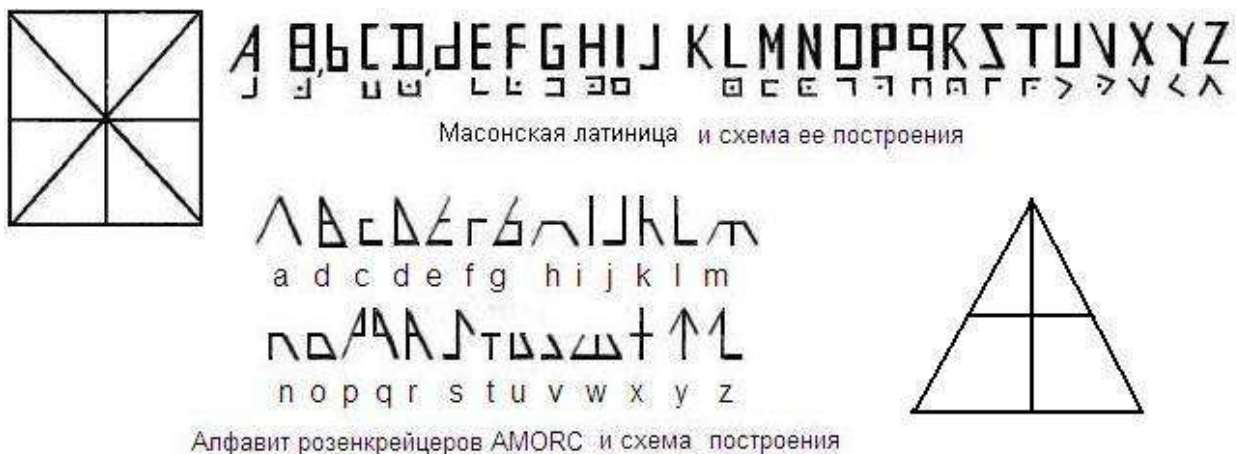 A B,b C D,d E F G H I J K L M N O P q R S T U V X Y Z
Масонская латиница и схема ее построения
a d c d e f g h i j k l m
n o p q r s t u v w x y z
Алфавит розенкрейцеров AMORC и схема построения